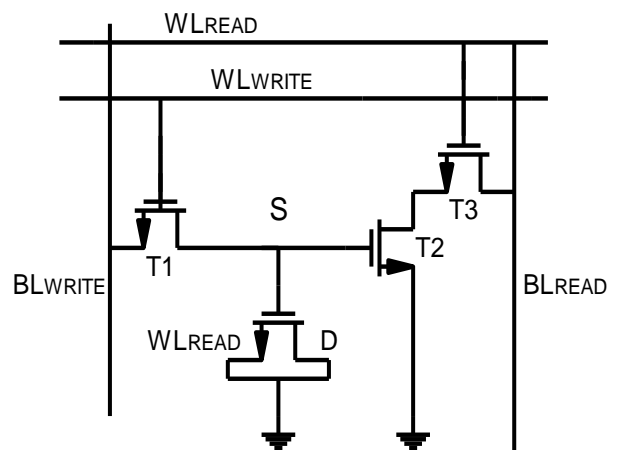 WLREAD
WLWRITE
S
T3
T2
T1
BLWRITE
BLREAD
WLREAD
D